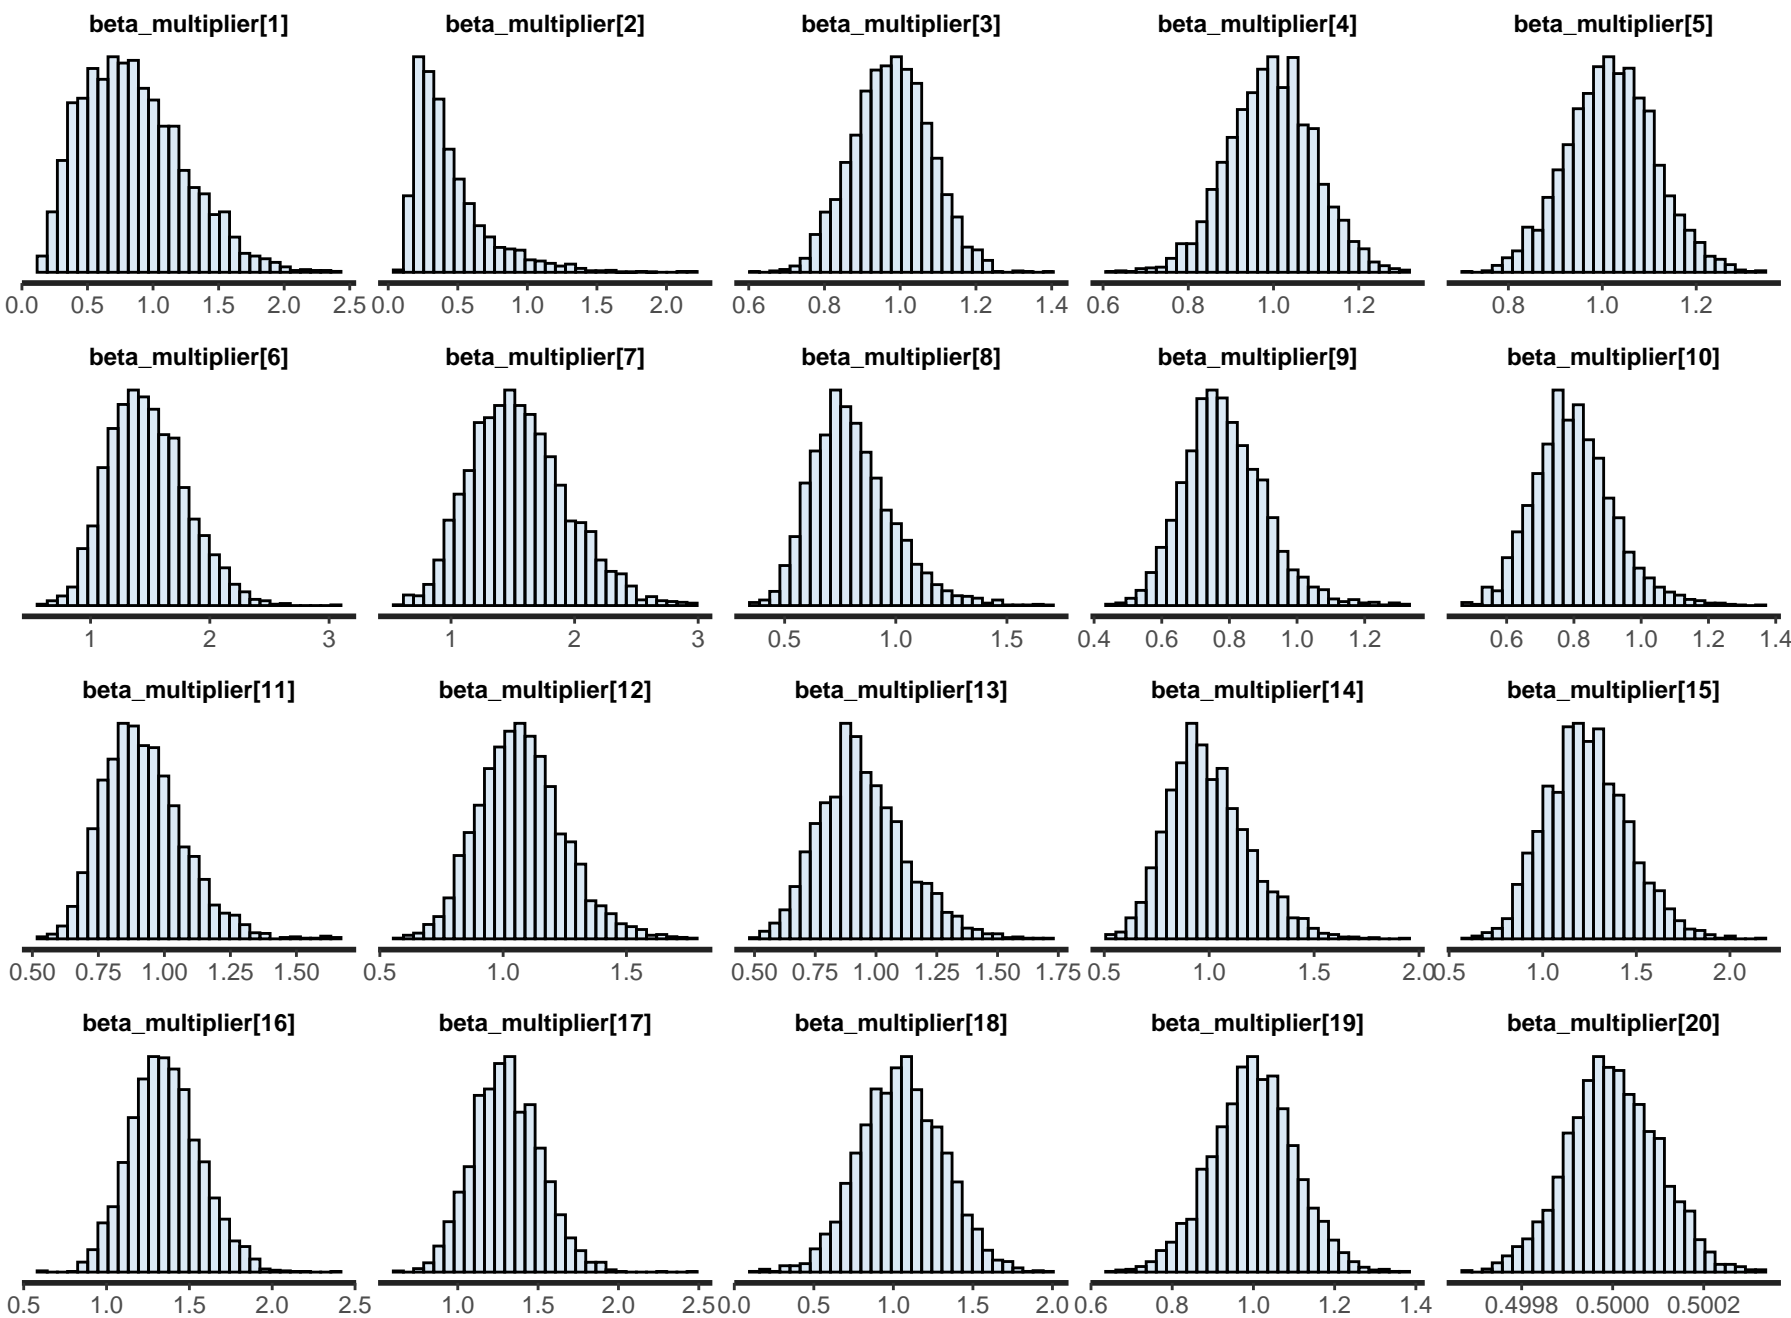 beta_multiplier[1] beta_multiplier[2] beta_multiplier[3] beta_multiplier[4] beta_multiplier[5]
0.0 0.5 1.0 1.5 2.0 2.5 0.0 0.5 1.0 1.5 2.0 0.6 0.8 1.0 1.2 1.4 0.6 0.8 1.0 1.2 0.8 1.0 1.2
beta_multiplier[6] beta_multiplier[7] beta_multiplier[8] beta_multiplier[9] beta_multiplier[10]
1 2 3 1 2 3 0.5 1.0 1.5 0.4 0.6 0.8 1.0 1.2 0.6 0.8 1.0 1.2 1.4
beta_multiplier[11] beta_multiplier[12] beta_multiplier[13] beta_multiplier[14] beta_multiplier[15]
0.50 0.75 1.00 1.25 1.50 0.5 1.0 1.5 0.50 0.75 1.00 1.25 1.50 1.75 0.5 1.0 1.5 2.0 0.5 1.0 1.5 2.0
beta_multiplier[16] beta_multiplier[17] beta_multiplier[18] beta_multiplier[19] beta_multiplier[20]
0.5 1.0 1.5 2.0 2.5 1.0 1.5 2.0 2.5 0.0 0.5 1.0 1.5 2.0 0.6 0.8 1.0 1.2 1.4 0.4998 0.5000 0.5002